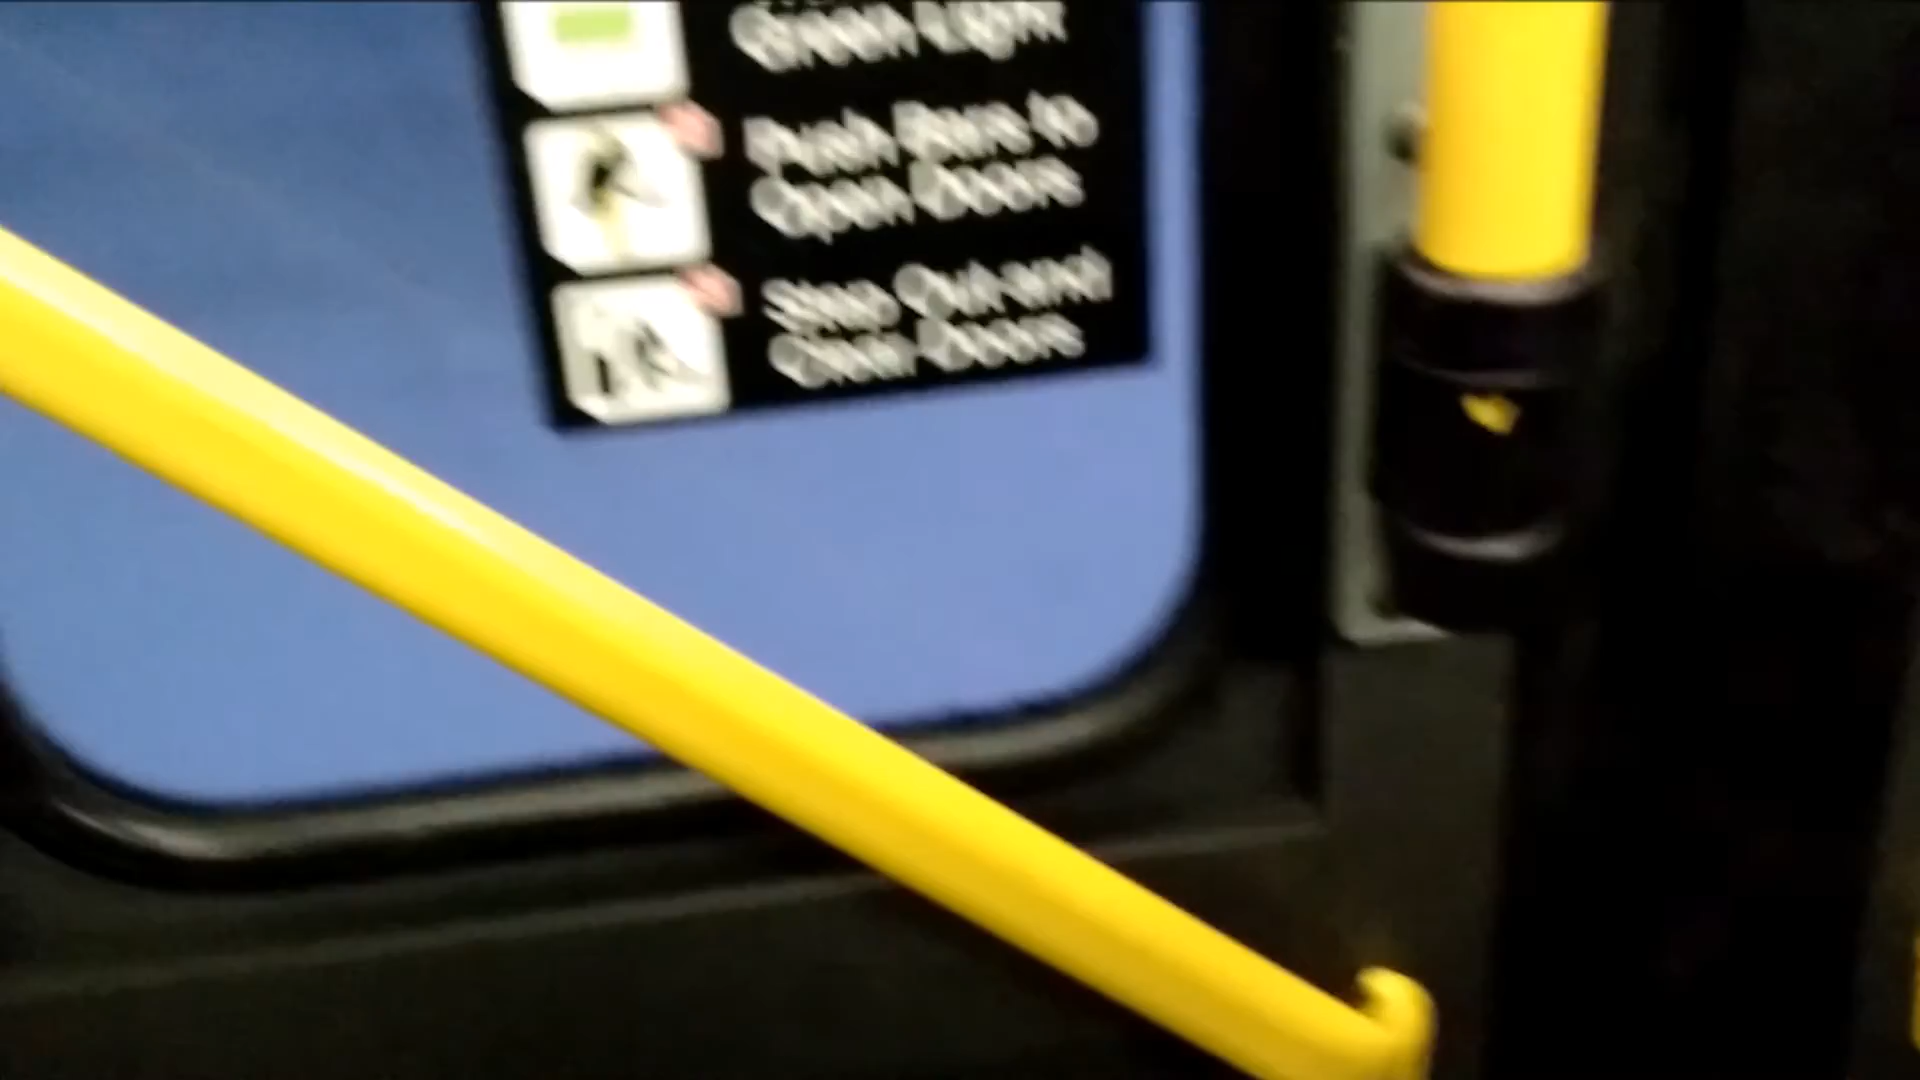 Green Light
Push Bars to
Open Doors
Step Out and
Clear Doors